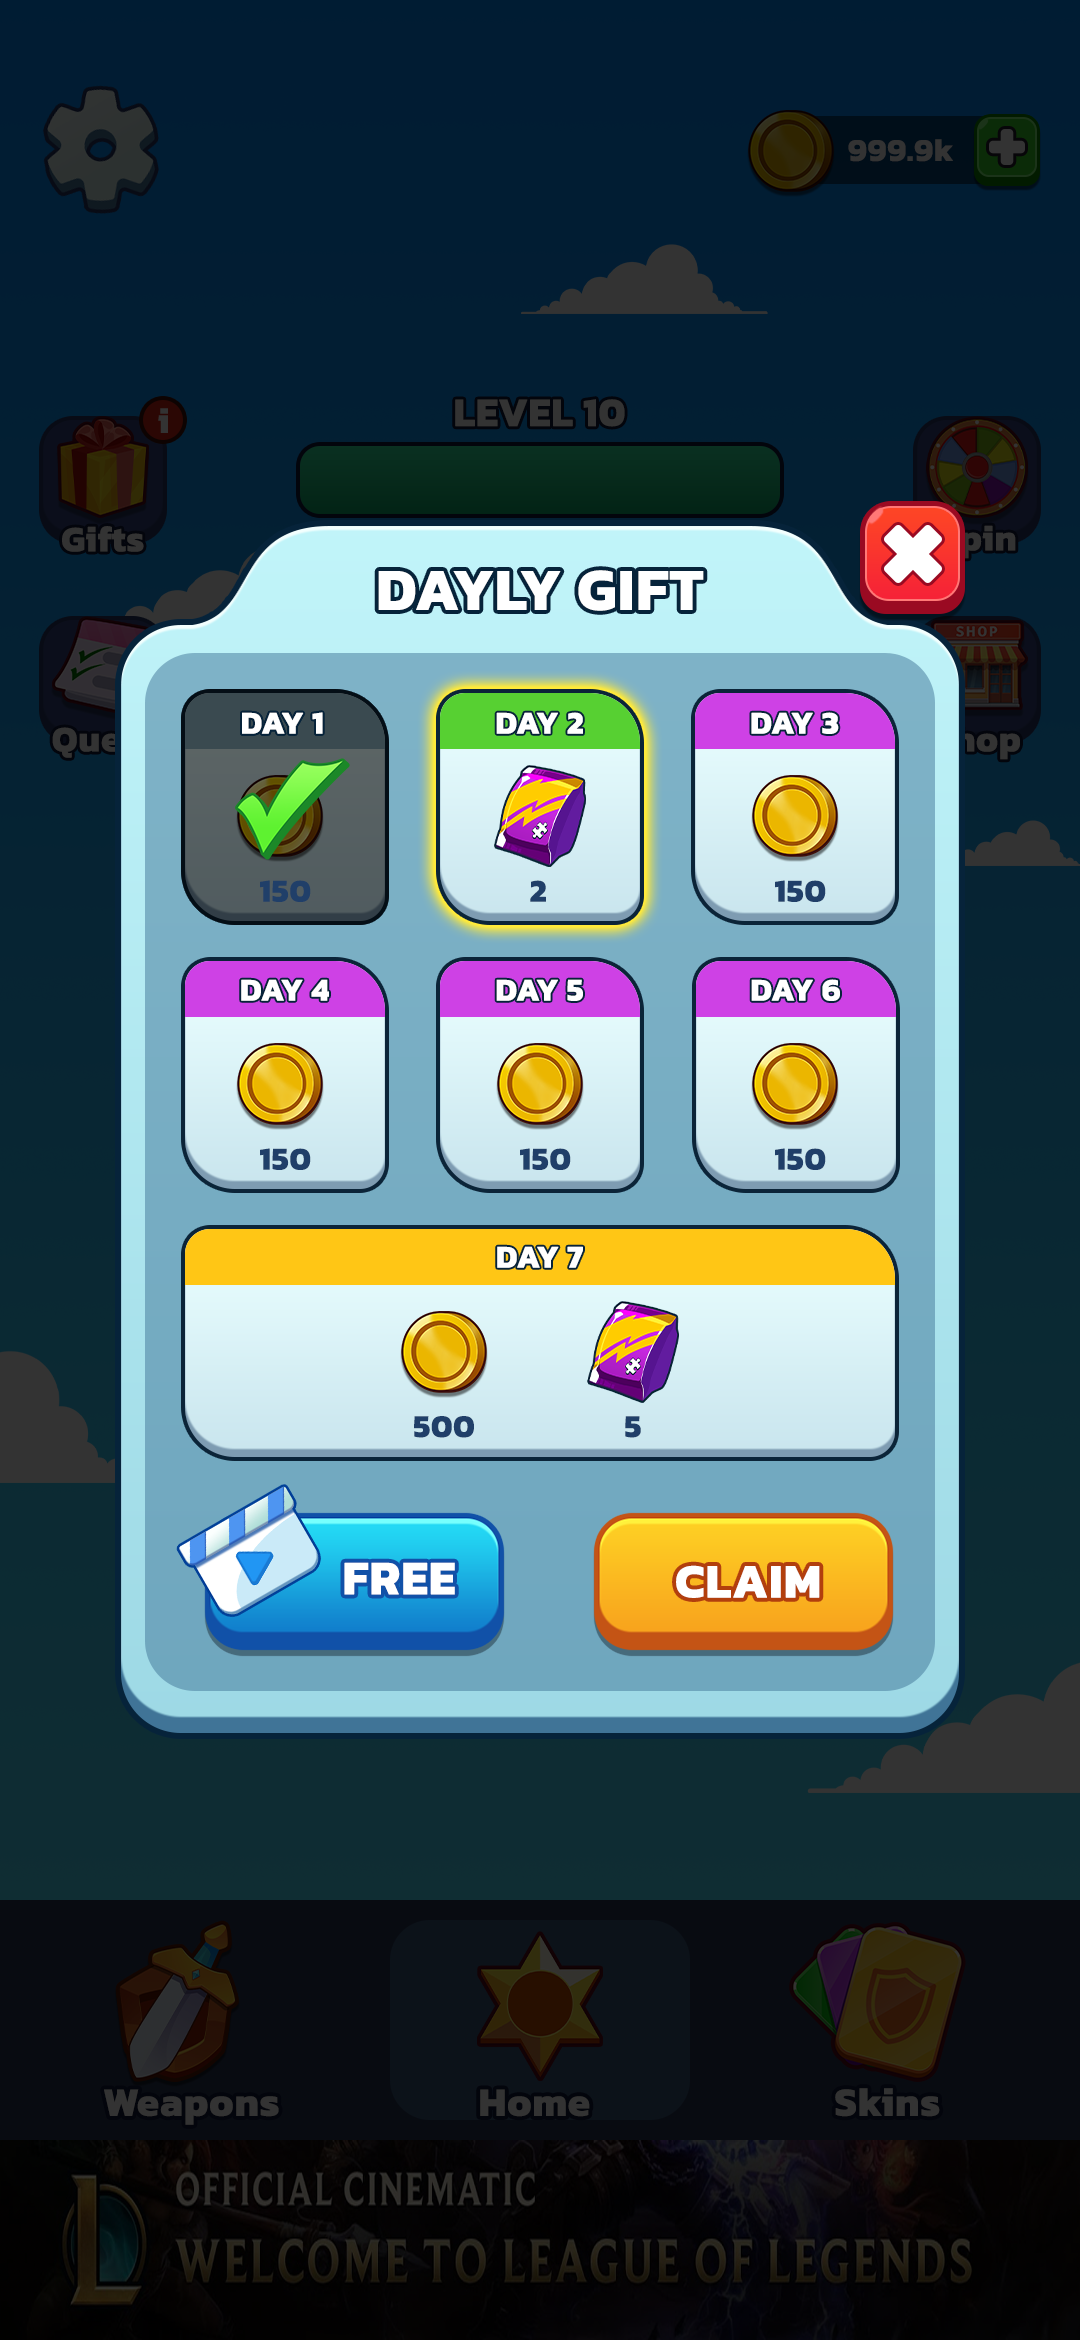 999.9k
LEVEL 10
i
Gifts
pin
DAYLY GIFT
SHOP
Que
hop
DAY 1
DAY 2
DAY 3
150
2
150
DAY 4
DAY 5
DAY 6
150
150
150
DAY 7
500
5
FREE
CLAIM
Weapons
Home
Skins
OFFICIAL CINEMATIC
WELCOME TO LEAGUE OF LEGENDS